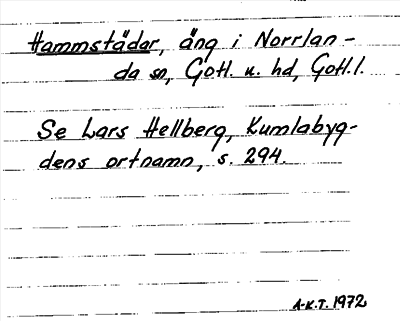 Hammstädar, äng i Norrlan-
da sn, Gotl. n. hd, Gotl. l.
Se Lars Hellberg, Kumlabyg-
dens ortnamn, s. 294.
A-K.T. 1972